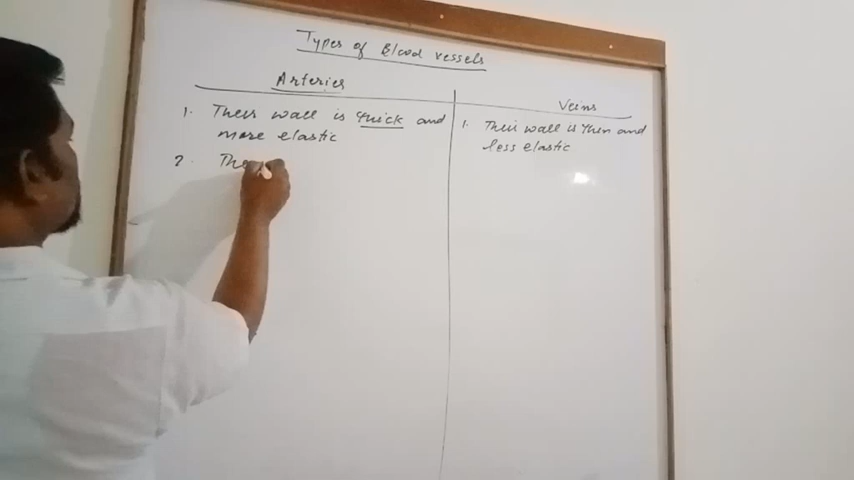 Types of Blood vessels
Arteries
1. Their wall is thick and
more elastic
2. The
Veins
1. Their wall is thin and
less elastic